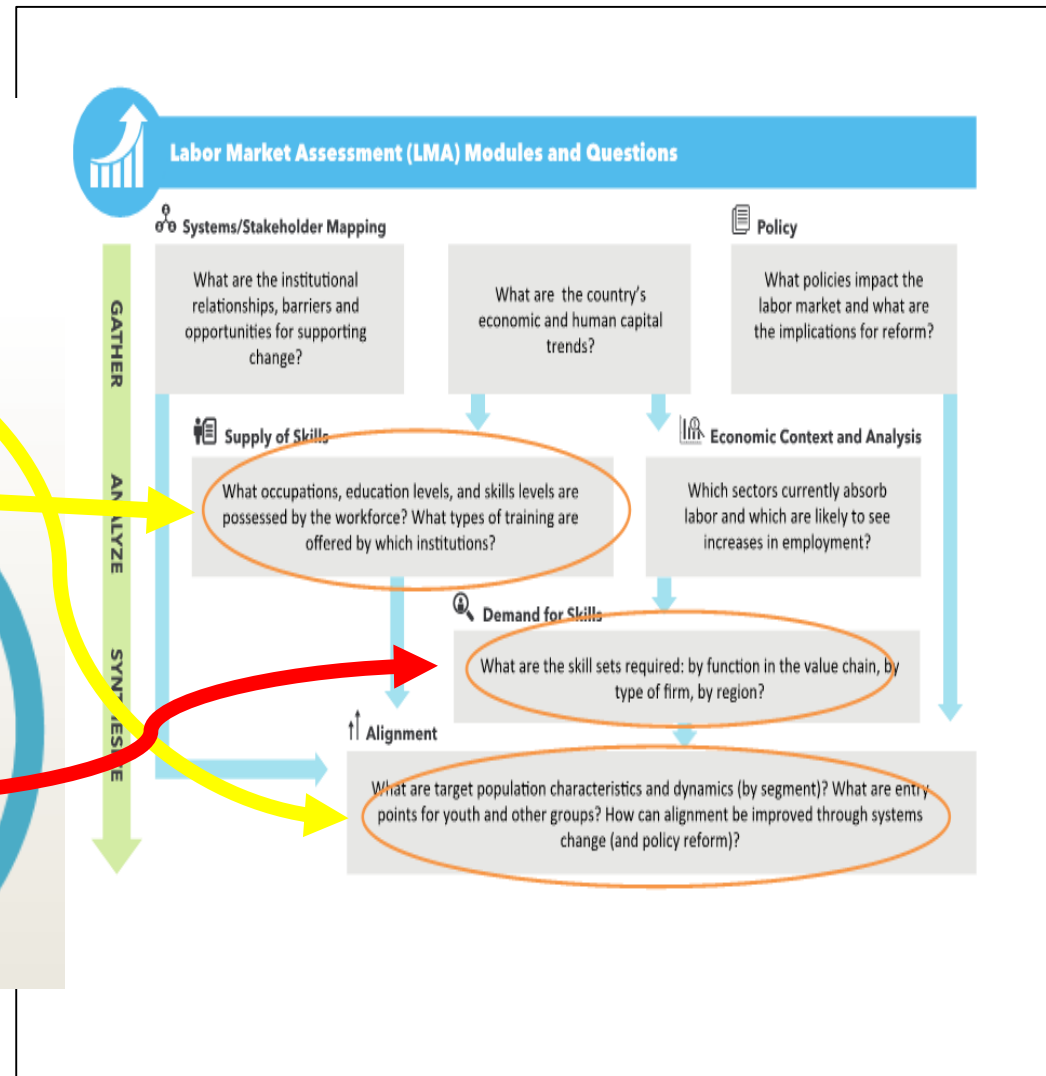 Labor Market Assessment (LMA) Modules and Questions
Systems/Stakeholder Mapping
Policy
What are the institutional
relationships, barriers and
opportunities for supporting
change?
What are the country's
economic and human capital
trends?
What policies impact the
labor market and what are
the implications for reform?
GATHER
Supply of Skills
Economic Context and Analysis
What occupations, education levels, and skills levels are
possessed by the workforce? What types of training are
offered by which institutions?
Which sectors currently absorb
labor and which are likely to see
increases in employment?
ANALYZE
Demand for Skills
What are the skill sets required: by function in the value chain, by
type of firm, by region?
SYNTHESIZE
Alignment
What are target population characteristics and dynamics (by segment)? What are entry
points for youth and other groups? How can alignment be improved through systems
change (and policy reform)?